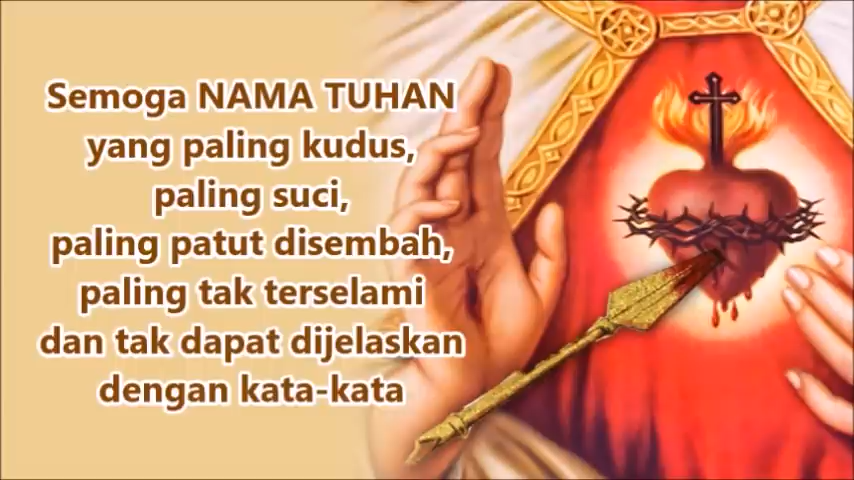 Semoga NAMA TUHAN
yang paling kudus,
paling suci,
paling patut disembah,
paling tak terselami
dan tak dapat dijelaskan
dengan kata-kata